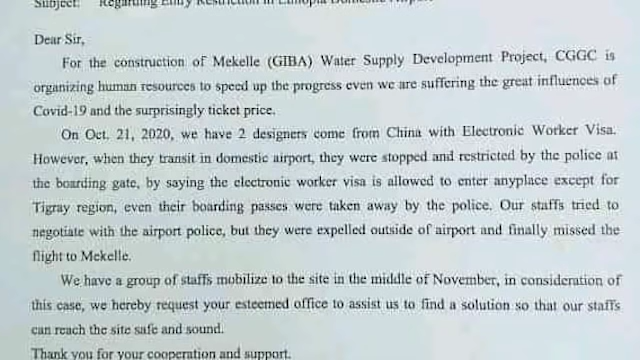 Subject: Regarding Entry Restriction in Ethiopia Domestic Airport
Dear Sir,
For the construction of Mekelle (GIBA) Water Supply Development Project, CGGC is
organizing human resources to speed up the progress even we are suffering the great influences of
Covid-19 and the surprisingly ticket price.
On Oct. 21, 2020, we have 2 designers come from China with Electronic Worker Visa.
However, when they transit in domestic airport, they were stopped and restricted by the police at
the boarding gate, by saying the electronic worker visa is allowed to enter anyplace except for
Tigray region, even their boarding passes were taken away by the police. Our staffs tried to
negotiate with the airport police, but they were expelled outside of airport and finally missed the
flight to Mekelle.
We have a group of staffs mobilize to the site in the middle of November, in consideration of
this case, we hereby request your esteemed office to assist us to find a solution so that our staffs
can reach the site safe and sound.
Thank you for your cooperation and support.